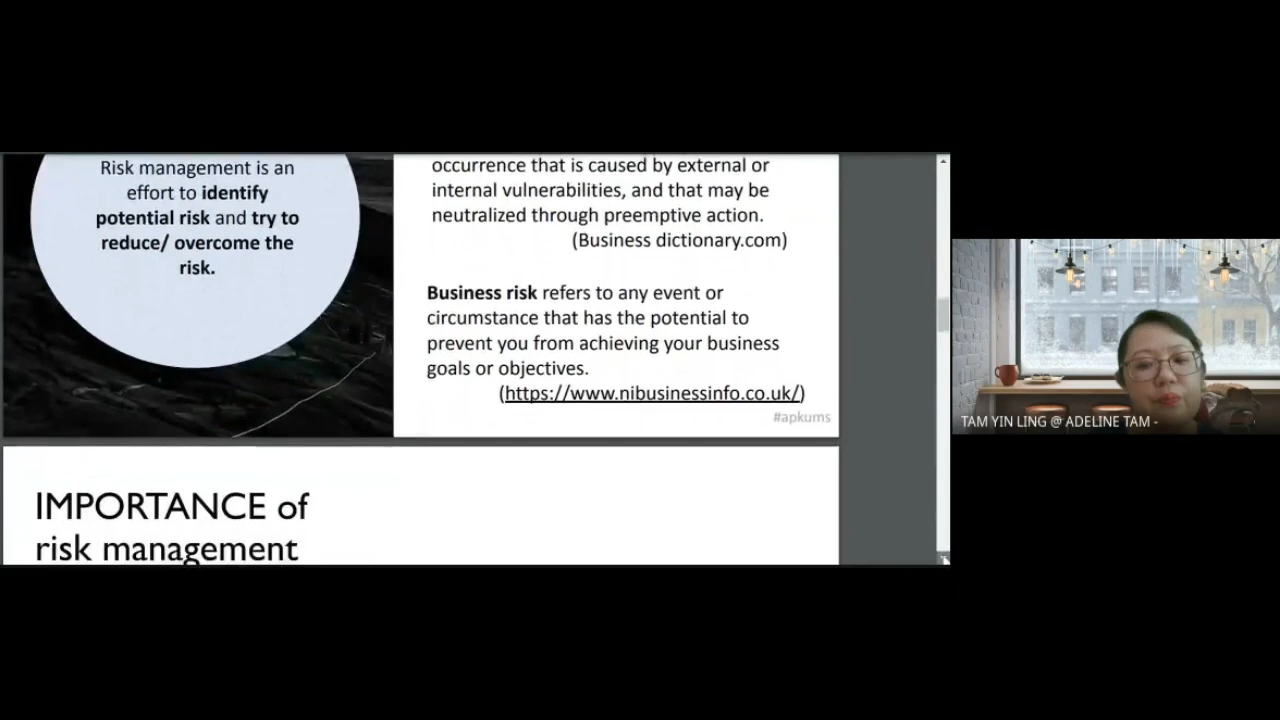 Risk management is an
effort to identify
potential risk and try to
reduce/ overcome the
risk.
occurrence that is caused by external or
internal vulnerabilities, and that may be
neutralized through preemptive action.
(Business dictionary.com)
Business risk refers to any event or
circumstance that has the potential to
prevent you from achieving your business
goals or objectives.
(https://www.nibusinessinfo.co.uk/)
#apkums
IMPORTANCE of
risk management
TAM YIN LING @ ADELINE TAM -